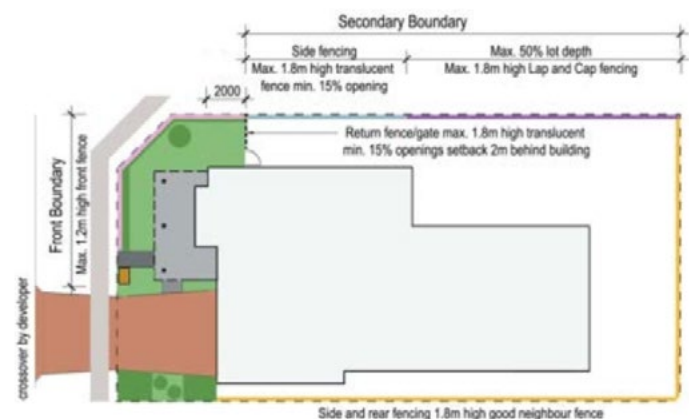 Secondary Boundary
Side fencing
Max. 1.8m high translucent
fence min. 15% opening
Max. 50% lot depth
Max. 1.8m high Lap and Cap fencing
2000
Return fence/gate max. 1.8m high translucent
min. 15% openings setback 2m behind building
Front Boundary
Max. 1.2m high front fence
crossover by developer
Side and rear fencing 1.8m high good neighbour fence